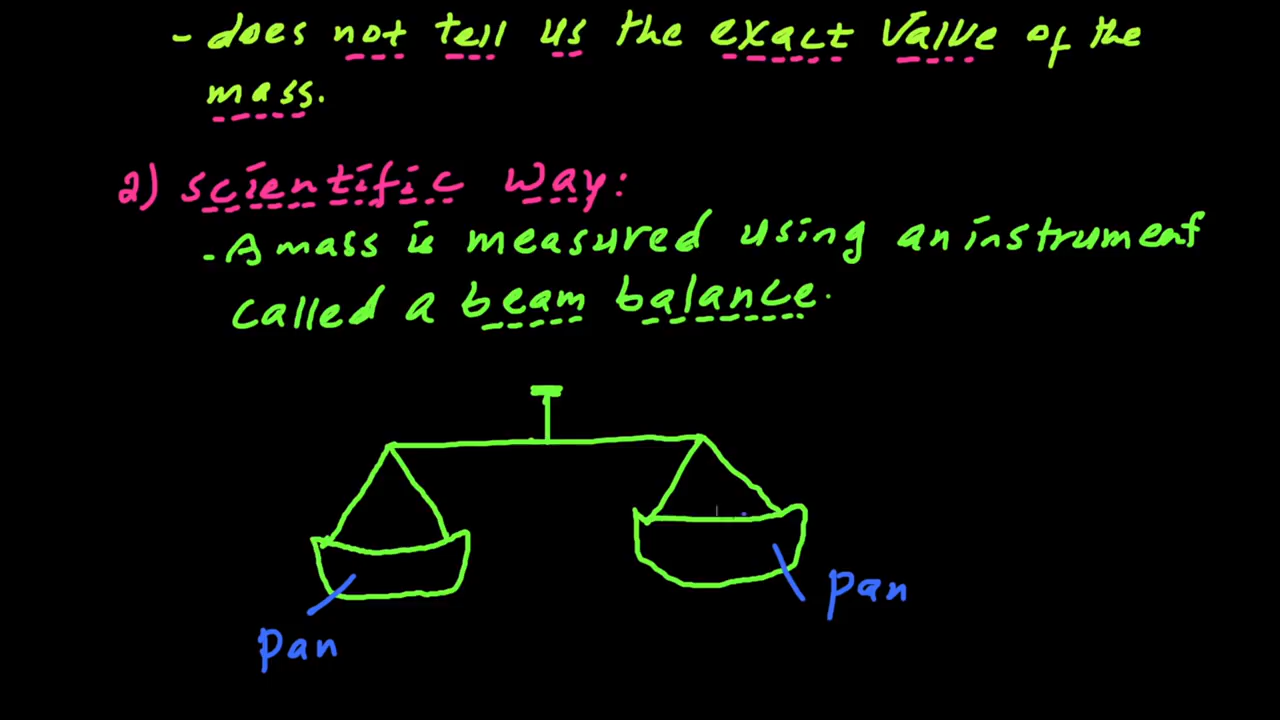 - does not tell us the exact value of the
mass.
2) scientific way:
- A mass is measured using an instrument
called a beam balance.
pan
pan